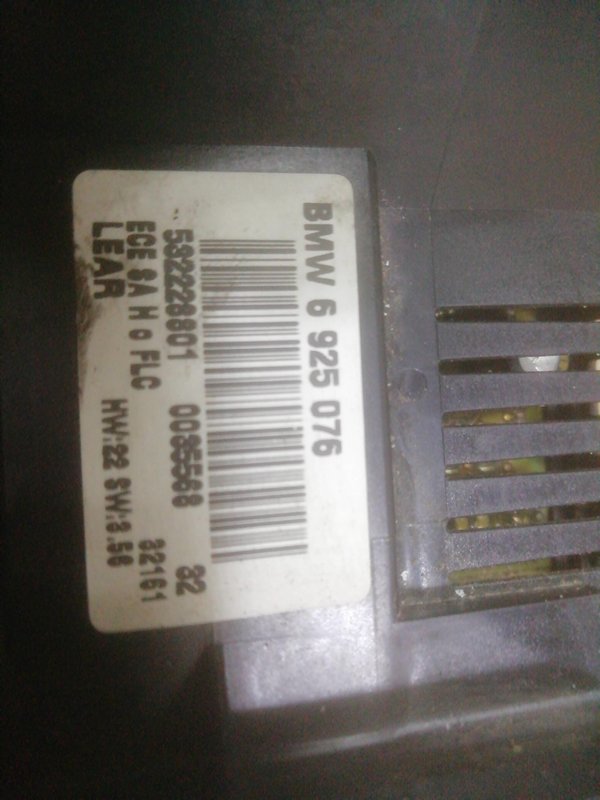 BMW 6 925 076
532228801 0035568 32
ECE 8A H o FLC 32161
LEAR HW:22 SW:3.56